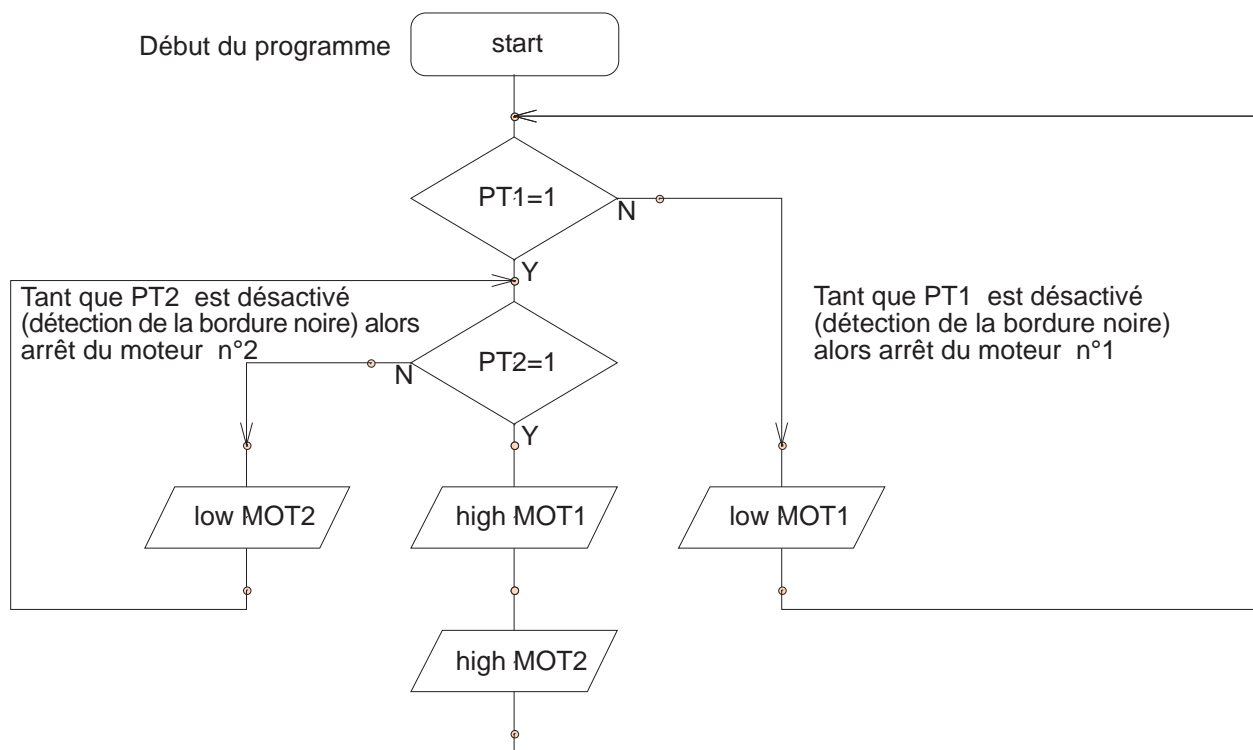 Début du programme
start
PT1=1
N
Y
Tant que PT2 est désactivé
(détection de la bordure noire) alors
arrêt du moteur n°2
Tant que PT1 est désactivé
(détection de la bordure noire)
alors arrêt du moteur n°1
PT2=1
N
Y
low MOT2
high MOT1
low MOT1
high MOT2